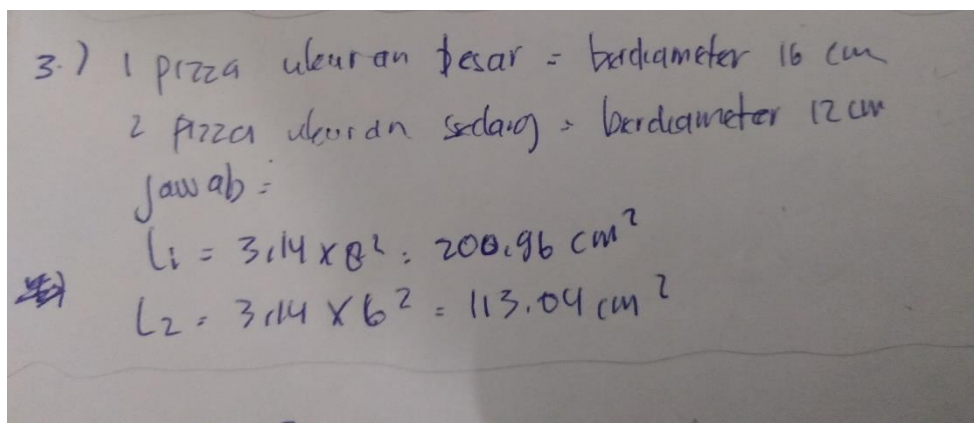 3.) 1 pizza ukuran besar = berdiameter 16 cm
2 pizza ukuran sedang = berdiameter 12 cm
Jawab =
L1 = 3,14 x 8² = 200,96 cm²
L2 = 3,14 x 6² = 113.04 cm²